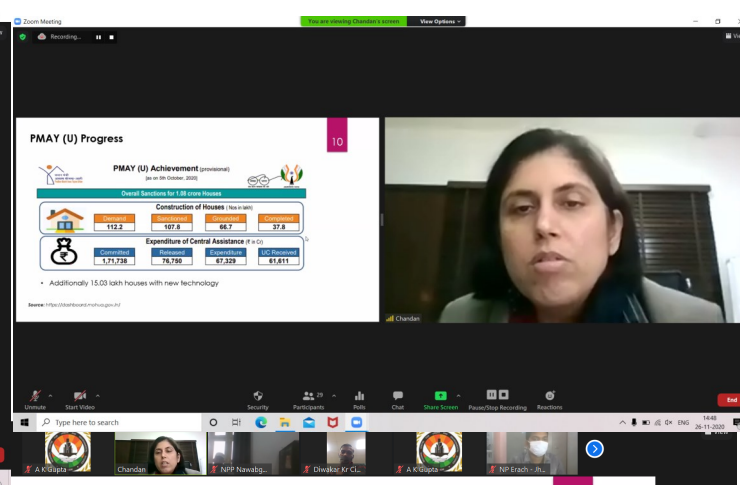 Zoom Meeting
You are viewing Chandan's screen View Options
Recording...
PMAY (U) Progress
10
PMAY (U) Achievement (provisional)
[as on 5th October, 2020]
Overall Sanctions for 1.08 crore Houses
Construction of Houses ( Nos in lakh)
Demand Sanctioned Grounded Completed
112.2 107.8 66.7 37.8
Expenditure of Central Assistance (₹ in Cr)
Committed Released Expenditure UC Received
1,71,738 76,750 67,329 61,611
• Additionally 15.03 lakh houses with new technology
Source: https://dashboard.mohua.gov.in/
Chandan
29
Unmute Start Video Security Participants Polls Chat Share Screen Pause/Stop Recording Reactions End
Type here to search
ENG
14:48
26-11-2020
A K Gupta Chandan NPP Nawabg... Diwakar Kr Ci... A K Gupta NP Erach - Jh...